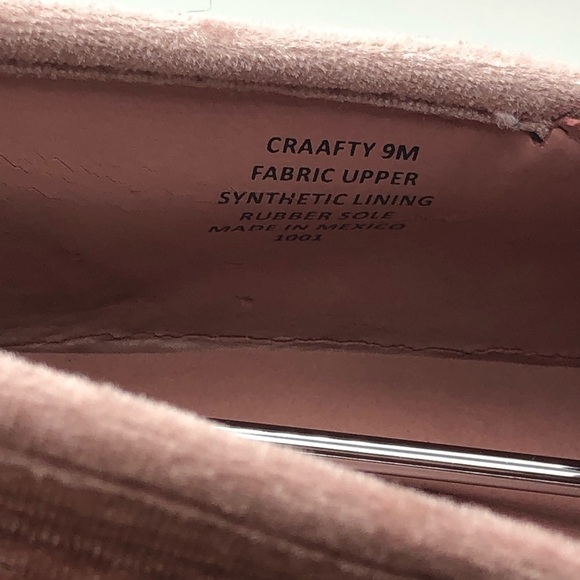 CRAAFTY 9M
FABRIC UPPER
SYNTHETIC LINING
RUBBER SOLE
MADE IN MEXICO
1001